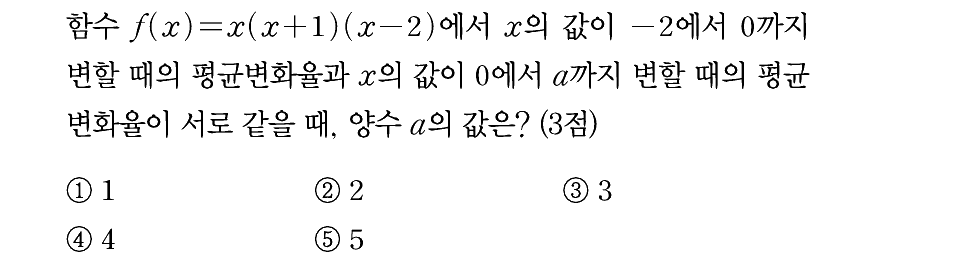 함수 f(x)=x(x+1)(x-2)에서 x의 값이 -2에서 0까지
변할 때의 평균변화율과 x의 값이 0에서 a까지 변할 때의 평균
변화율이 서로 같을 때, 양수 a의 값은? (3점)
① 1 ② 2 ③ 3
④ 4 ⑤ 5